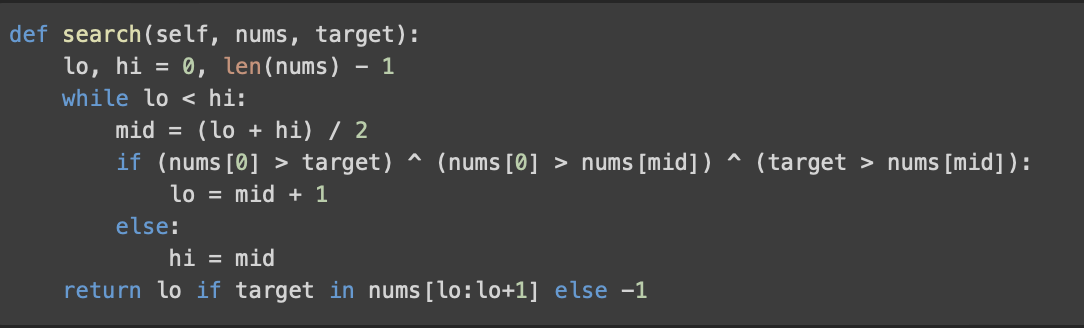 def search(self, nums, target):
    lo, hi = 0, len(nums) - 1
    while lo < hi:
        mid = (lo + hi) / 2
        if (nums[0] > target) ^ (nums[0] > nums[mid]) ^ (target > nums[mid]):
            lo = mid + 1
        else:
            hi = mid
    return lo if target in nums[lo:lo+1] else -1